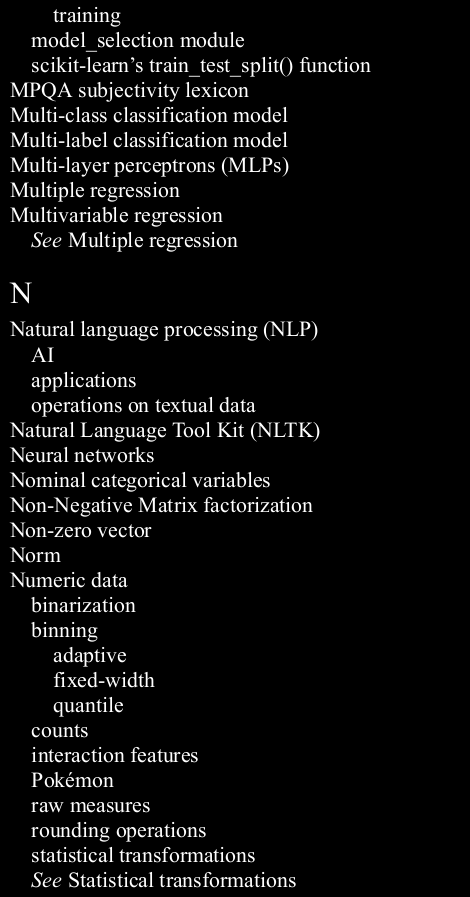 training
model_selection module
scikit-learn’s train_test_split() function
MPQA subjectivity lexicon
Multi-class classification model
Multi-label classification model
Multi-layer perceptrons (MLPs)
Multiple regression
Multivariable regression
See Multiple regression
N
Natural language processing (NLP)
AI
applications
operations on textual data
Natural Language Tool Kit (NLTK)
Neural networks
Nominal categorical variables
Non-Negative Matrix factorization
Non-zero vector
Norm
Numeric data
binarization
binning
adaptive
fixed-width
quantile
counts
interaction features
Pokémon
raw measures
rounding operations
statistical transformations
See Statistical transformations